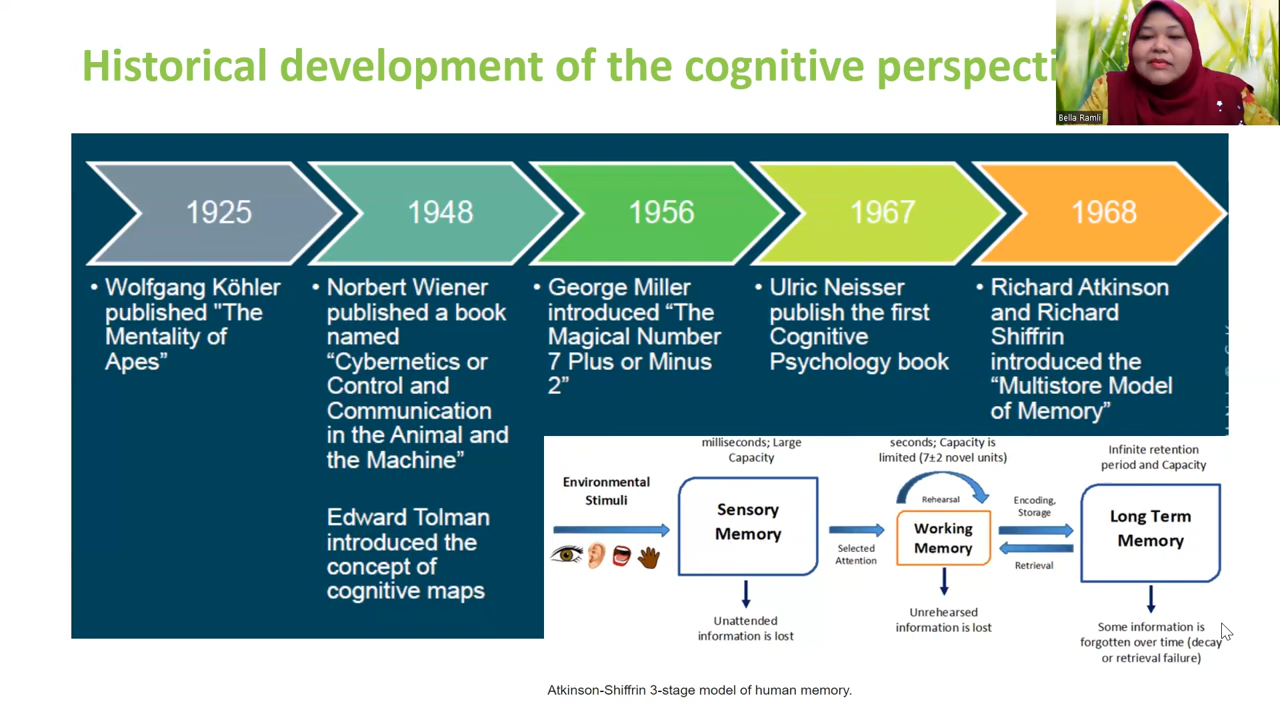 Historical development of the cognitive perspecti
Bella Ramli
1925
1948
1956
1967
1968
• Wolfgang Köhler
published "The
Mentality of
Apes”
• Norbert Wiener
published a book
named
“Cybernetics or
Control and
Communication
in the Animal and
the Machine”
Edward Tolman
introduced the
concept of
cognitive maps
• George Miller
introduced “The
Magical Number
7 Plus or Minus
2”
• Ulric Neisser
publish the first
Cognitive
Psychology book
• Richard Atkinson
and Richard
Shiffrin
introduced the
“Multistore Model
of Memory”
milliseconds; Large
Capacity
seconds; Capacity is
limited (7±2 novel units)
Infinite retention
period and Capacity
Environmental
Stimuli
Sensory
Memory
Selected
Attention
Rehearsal
Working
Memory
Encoding,
Storage
Retrieval
Long Term
Memory
Unattended
information is lost
Unrehearsed
information is lost
Some information is
forgotten over time (decay
or retrieval failure)
Atkinson-Shiffrin 3-stage model of human memory.